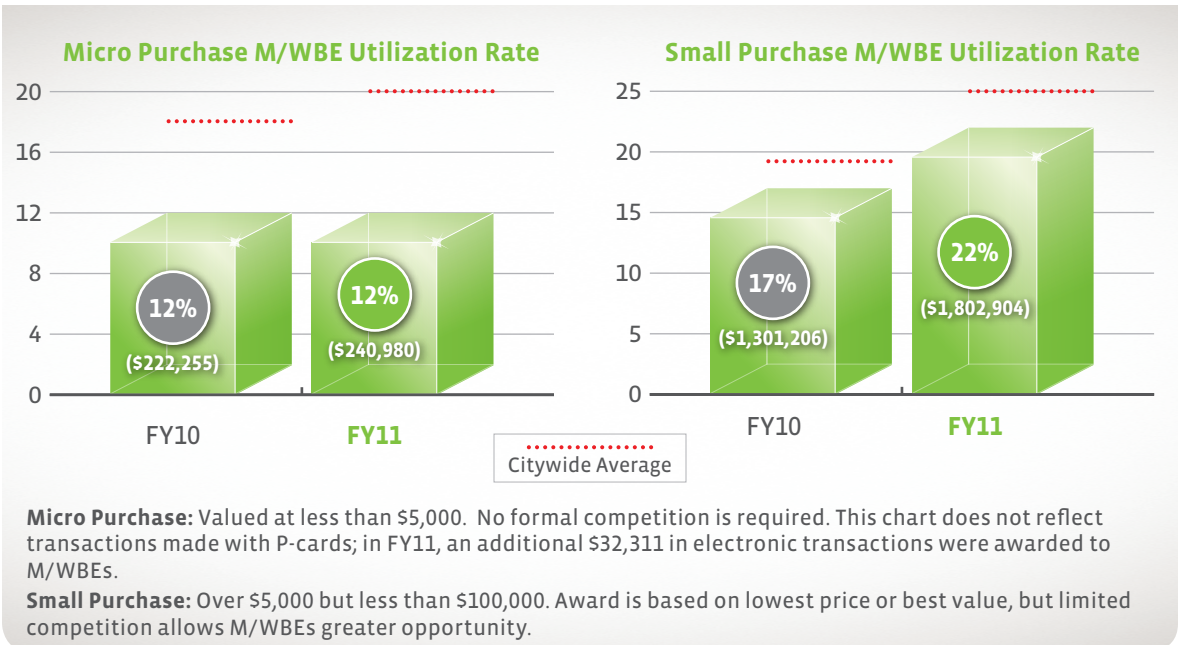 Micro Purchase M/WBE Utilization Rate
20
16
12
8
4
0
12%
($222,255)
12%
($240,980)
FY10
FY11
Small Purchase M/WBE Utilization Rate
25
20
15
10
5
0
17%
($1,301,206)
22%
($1,802,904)
FY10
FY11
Citywide Average
Micro Purchase: Valued at less than $5,000.  No formal competition is required. This chart does not reflect
transactions made with P-cards; in FY11, an additional $32,311 in electronic transactions were awarded to
M/WBEs.
Small Purchase: Over $5,000 but less than $100,000. Award is based on lowest price or best value, but limited
competition allows M/WBEs greater opportunity.